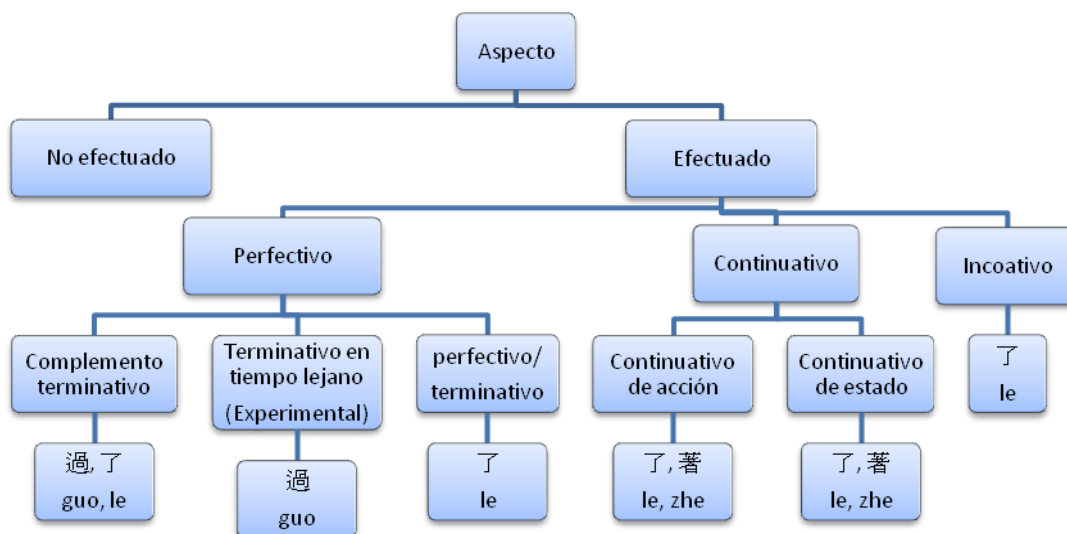 Aspecto
No efectuado
Efectuado
Perfectivo
Continuativo
Incoativo
Complemento
terminativo
Terminativo en
tiempo lejano
(Experimental)
perfectivo/
terminativo
Continuativo
de acción
Continuativo
de estado
了
le
過, 了
guo, le
過
guo
了
le
了, 著
le, zhe
了, 著
le, zhe